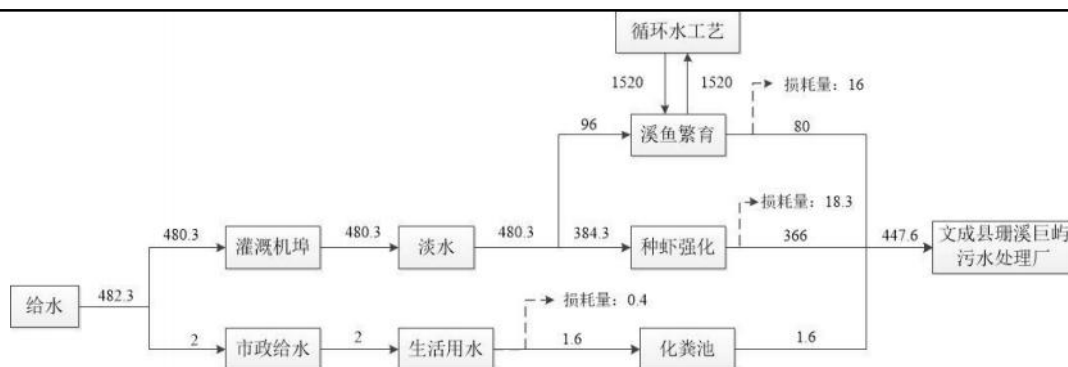 循环水工艺
1520
1520
损耗量：16
96
溪鱼繁育
80
损耗量：18.3
480.3
灌溉机埠
480.3
淡水
480.3
384.3
种虾强化
366
447.6
文成县珊溪巨屿
污水处理厂
给水
482.3
损耗量：0.4
2
市政给水
2
生活用水
1.6
化粪池
1.6